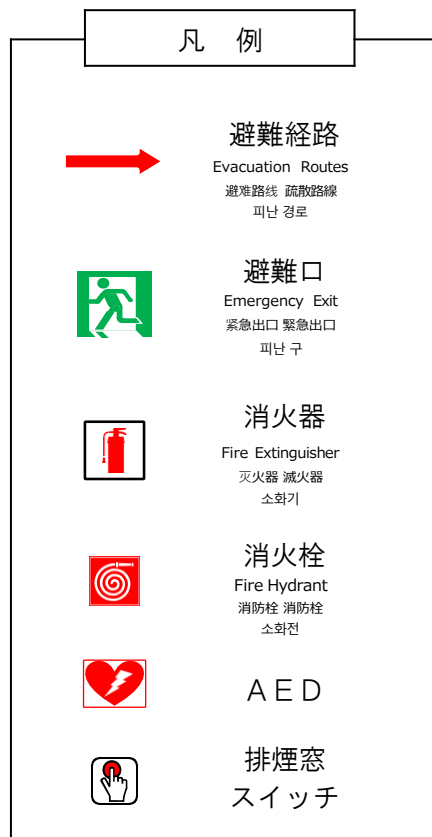 凡 例
避難経路
Evacuation Routes
避难路线 疏散路線
피난 경로
避難口
Emergency Exit
紧急出口 緊急出口
피난 구
消火器
Fire Extinguisher
灭火器 滅火器
소화기
消火栓
Fire Hydrant
消防栓 消防栓
소화전
ＡＥＤ
排煙窓
スイッチ